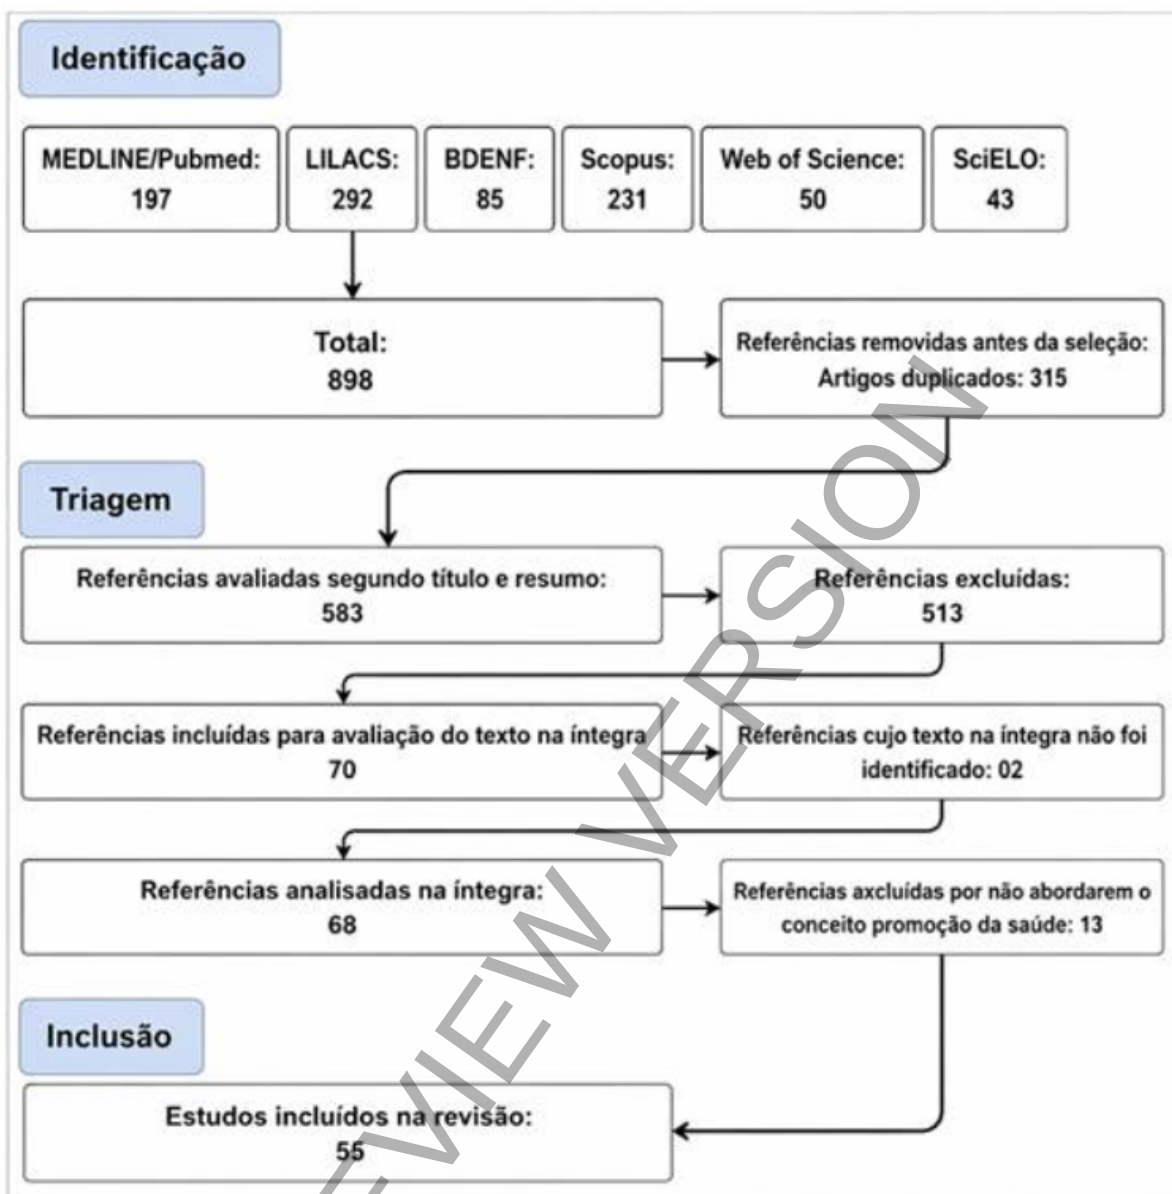 Identificação
MEDLINE/Pubmed:
197
LILACS:
292
BDENF:
85
Scopus:
231
Web of Science:
50
SciELO:
43
Total:
898
Referências removidas antes da seleção:
Artigos duplicados: 315
Triagem
Referências avaliadas segundo título e resumo:
583
Referências excluídas:
513
Referências incluídas para avaliação do texto na íntegra
70
Referências cujo texto na íntegra não foi
identificado: 02
Referências analisadas na íntegra:
68
Referências axcluídas por não abordarem o
conceito promoção da saúde: 13
Inclusão
Estudos incluídos na revisão:
55
VIEW VERSION